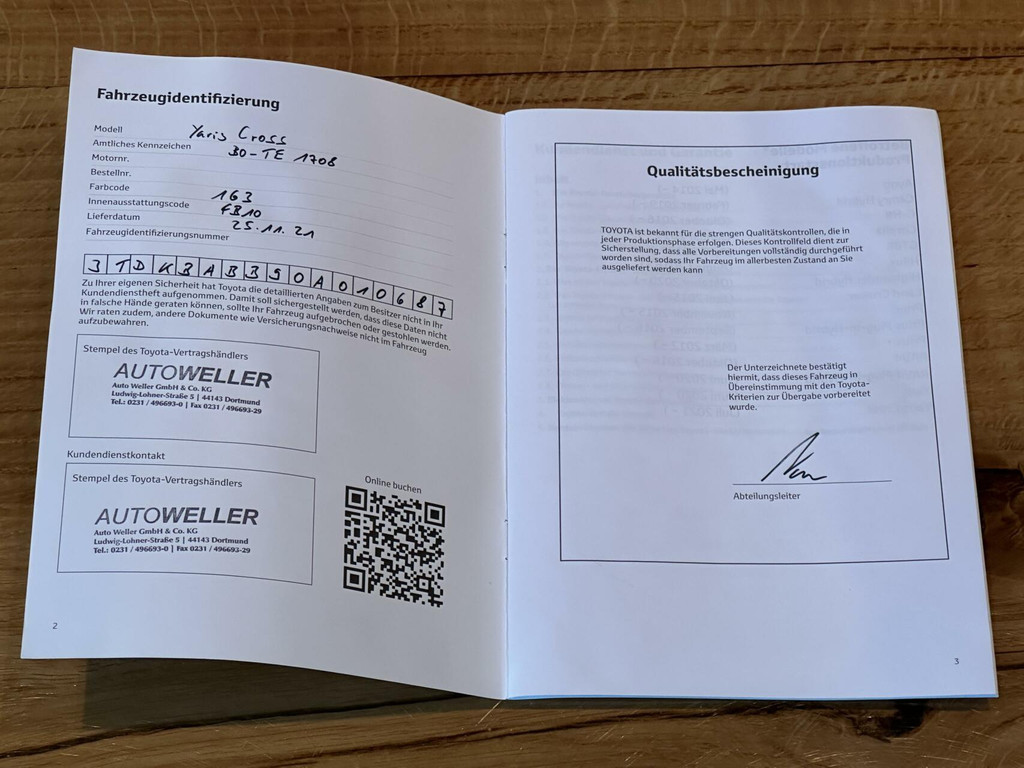 Fahrzeugidentifizierung
Modell Yaris Cross
Amtliches Kennzeichen BO-TE 1708
Motornr.
Bestellnr.
Farbcode 163
Innenausstattungscode FB10
Lieferdatum 25.11.21
Fahrzeugidentifizierungsnummer
3TDKBABB50A010687
Zu Ihrer eigenen Sicherheit hat Toyota die detaillierten Angaben zum Besitzer nicht in Ihr
Kundendienstheft aufgenommen. Damit soll sichergestellt werden, dass diese Daten nicht
in falsche Hände geraten können, sollte Ihr Fahrzeug aufgebrochen oder gestohlen werden.
Wir raten zudem, andere Dokumente wie Versicherungsnachweise nicht im Fahrzeug
aufzubewahren.
Stempel des Toyota-Vertragshändlers
AUTOWELLER
Auto Weller GmbH & Co. KG
Ludwig-Lohner-Straße 5 | 44143 Dortmund
Tel.: 0231 / 496693-0 | Fax 0231 / 496693-29
Kundendienstkontakt
Stempel des Toyota-Vertragshändlers
AUTOWELLER
Auto Weller GmbH & Co. KG
Ludwig-Lohner-Straße 5 | 44143 Dortmund
Tel.: 0231 / 496693-0 | Fax 0231 / 496693-29
Online buchen
2
Qualitätsbescheinigung
TOYOTA ist bekannt für die strengen Qualitätskontrollen, die in
jeder Produktionsphase erfolgen. Dieses Kontrollfeld dient zur
Sicherstellung, dass alle Vorbereitungen vollständig durchgeführt
worden sind, sodass Ihr Fahrzeug im allerbesten Zustand an Sie
ausgeliefert werden kann
Der Unterzeichnete bestätigt
hiermit, dass dieses Fahrzeug in
Übereinstimmung mit den Toyota-
Kriterien zur Übergabe vorbereitet
wurde.
Abteilungsleiter
3